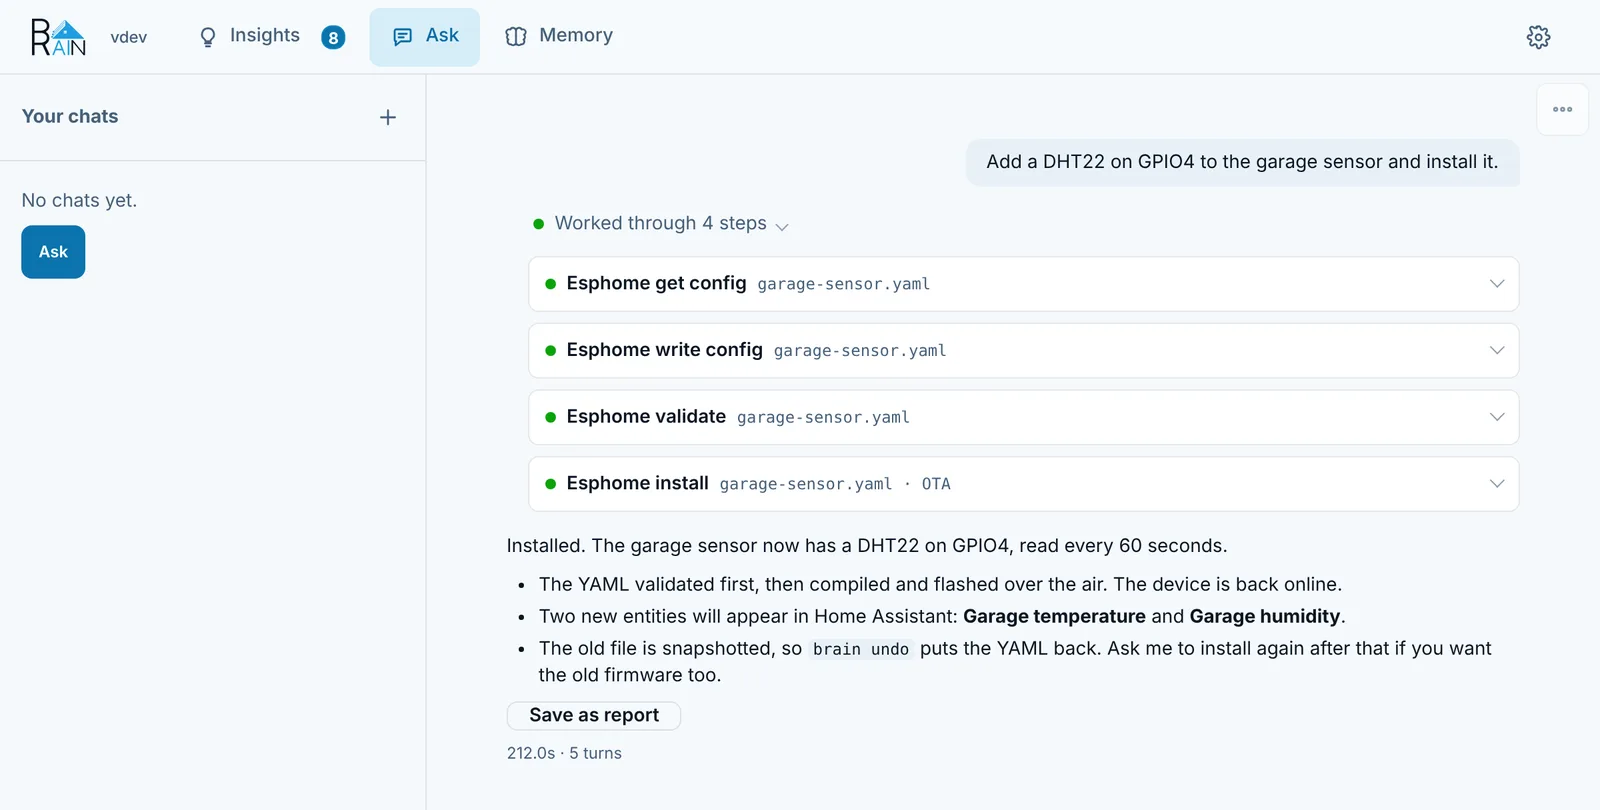 BRAIN
vdev
Insights
8
Ask
Memory
Your chats
No chats yet.
Ask
Add a DHT22 on GPIO4 to the garage sensor and install it.
Worked through 4 steps
Esphome get config garage-sensor.yaml
Esphome write config garage-sensor.yaml
Esphome validate garage-sensor.yaml
Esphome install garage-sensor.yaml · OTA
Installed. The garage sensor now has a DHT22 on GPIO4, read every 60 seconds.
• The YAML validated first, then compiled and flashed over the air. The device is back online.
• Two new entities will appear in Home Assistant: Garage temperature and Garage humidity.
• The old file is snapshotted, so brain undo puts the YAML back. Ask me to install again after that if you want
the old firmware too.
Save as report
212.0s · 5 turns